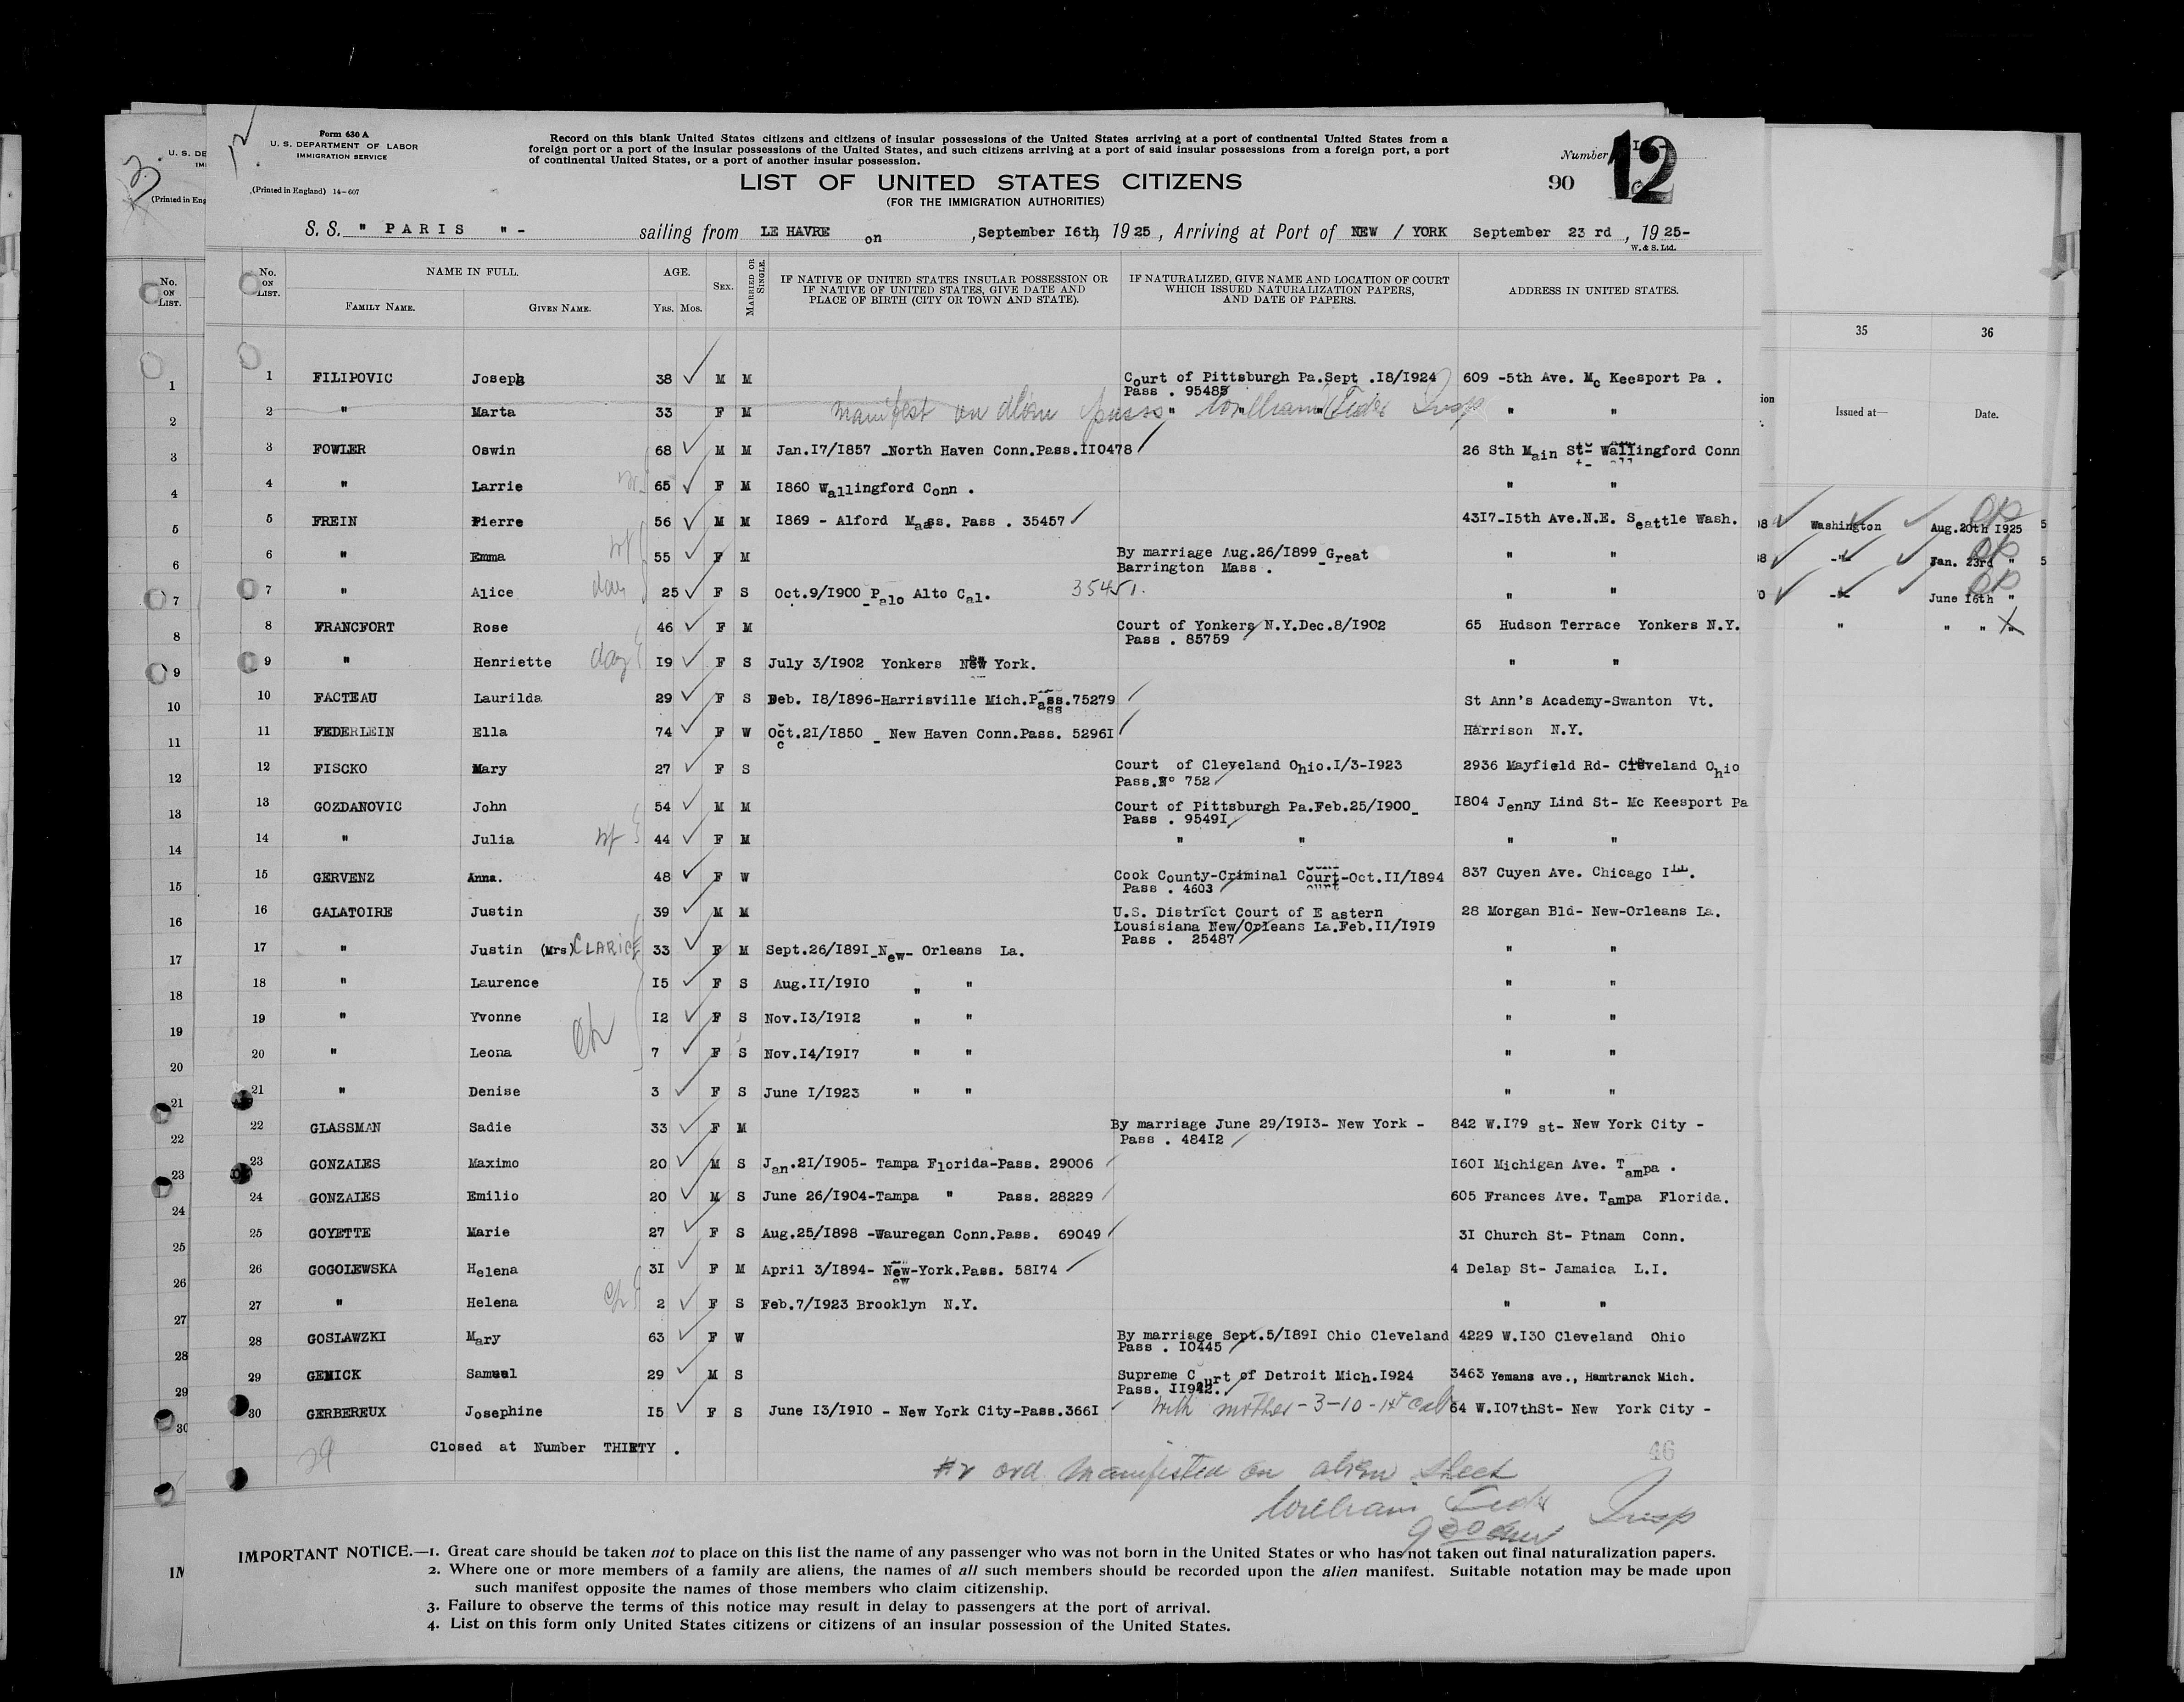 Form 630 A
U. S. DEPARTMENT OF LABOR
IMMIGRATION SERVICE
(Printed in England) 14-607
12
Record on this blank United States citizens and citizens of insular possessions of the United States arriving at a port of continental United States from a
foreign port or a port of the insular possessions of the United States, and such citizens arriving at a port of said insular possessions from a foreign port, a port
of continental United States, or a port of another insular possession.
Number 12
90
LIST OF UNITED STATES CITIZENS
(FOR THE IMMIGRATION AUTHORITIES)
S. S. " PARIS " - sailing from LE HAVRE on , September 16th, 1925 , Arriving at Port of NEW / YORK September 23 rd , 1925-
W. & S. Ltd.
No. ON LIST. NAME IN FULL. AGE. SEX. MARRIED OR SINGLE. IF NATIVE OF UNITED STATES INSULAR POSSESSION OR IF NATIVE OF UNITED STATES, GIVE DATE AND PLACE OF BIRTH (CITY OR TOWN AND STATE). IF NATURALIZED, GIVE NAME AND LOCATION OF COURT WHICH ISSUED NATURALIZATION PAPERS, AND DATE OF PAPERS. ADDRESS IN UNITED STATES.
FAMILY NAME. GIVEN NAME. YRS. MOS.
1 FILIPOVIC Joseph 38 M M Court of Pittsburgh Pa.Sept .18/1924 609 -5th Ave. Mc Keesport Pa .
Pass . 95485
2 " Marta 33 F M manifest on alien pass " William Feder Insp " "
3 FOWLER Oswin 68 M M Jan.17/1857 -North Haven Conn.Pass.110478 26 Sth Main St- Wallingford Conn
4 " Larrie 65 F M 1860 Wallingford Conn . " "
5 FREIN Pierre 56 M M 1869 - Alford Mass. Pass . 35457 4317-15th Ave.N.E. Seattle Wash.
6 " Emma wf 55 F M By marriage Aug.26/1899 -Great " "
Barrington Mass .
7 " Alice dau 25 F S Oct.9/1900 -Palo Alto Cal. 35451. " "
8 FRANCFORT Rose 46 F M Court of Yonkers N.Y.Dec.8/1902 65 Hudson Terrace Yonkers N.Y.
Pass . 85759
9 " Henriette 19 F S July 3/1902 Yonkers New York. " "
10 FACTEAU Laurilda 29 F S Feb. 18/1896-Harrisville Mich.Pass.75279 St Ann's Academy-Swanton Vt.
11 FEDERLEIN Ella 74 F W Oct.21/1850 - New Haven Conn.Pass. 52961 Harrison N.Y.
12 FISCKO Mary 27 F S Court of Cleveland Ohio.1/3-1923 2936 Mayfield Rd- Cleveland Ohio
Pass.No 752
13 GOZDANOVIC John 54 M M Court of Pittsburgh Pa.Feb.25/1900- 1804 Jenny Lind St- Mc Keesport Pa
Pass . 95491
14 " Julia wf 44 F M " " " "
15 GERVENZ Anna. 48 F W Cook County-Criminal Court-Oct.11/1894 837 Cuyen Ave. Chicago Ill.
Pass . 4603
16 GALATOIRE Justin 39 M M U.S. District Court of E astern 28 Morgan Bld- New-Orleans La.
Lousisiana New/Orleans La.Feb.11/1919
Pass . 25487
17 " Justin (Mrs) CLARICE 33 F M Sept.26/1891-New- Orleans La. " "
18 " Laurence 15 F S Aug.11/1910 " " " "
19 " Yvonne 12 F S Nov.13/1912 " " " "
20 " Leona ch 7 F S Nov.14/1917 " " " "
21 " Denise 3 F S June 1/1923 " " " "
22 GLASSMAN Sadie 33 F M By marriage June 29/1913- New York - 842 W.179 st- New York City -
Pass . 48412
23 GONZALES Maximo 20 M S Jan.21/1905- Tampa Florida-Pass. 29006 1601 Michigan Ave. Tampa .
24 GONZALES Emilio 20 M S June 26/1904-Tampa " Pass. 28229 605 Frances Ave. Tampa Florida.
25 GOYETTE Marie 27 F S Aug.25/1898 -Wauregan Conn.Pass. 69049 31 Church St- Ptnam Conn.
26 GOGOLEWSKA Helena 31 F M April 3/1894- New-York.Pass. 58174 4 Delap St- Jamaica L.I.
27 " Helena ch 2 F S Feb.7/1923 Brooklyn N.Y. " "
28 GOSLAWZKI Mary 63 F W By marriage Sept.5/1891 Ohio Cleveland 4229 W.130 Cleveland Ohio
Pass . 10445
29 GEMICK Samuel 29 M S Supreme Court of Detroit Mich.1924 3463 Yemans ave., Hamtranck Mich.
Pass. 11942.
30 GERBEREUX Josephine 15 F S June 13/1910 - New York City-Pass.3661 with mother-3-10-1st Cab 64 W.107thSt- New York City -
29 Closed at Number THIRTY . 46
#2 ord manifested on alien sheet
William Feder Insp
IMPORTANT NOTICE.—1. Great care should be taken not to place on this list the name of any passenger who was not born in the United States or who has not taken out final naturalization papers.
2. Where one or more members of a family are aliens, the names of all such members should be recorded upon the alien manifest. Suitable notation may be made upon
such manifest opposite the names of those members who claim citizenship.
3. Failure to observe the terms of this notice may result in delay to passengers at the port of arrival.
4. List on this form only United States citizens or citizens of an insular possession of the United States.
35 36
Issued at— Date.
Washington Aug.20th 1925
-"- Jan. 23rd "
-"- June 16th "
" " " "